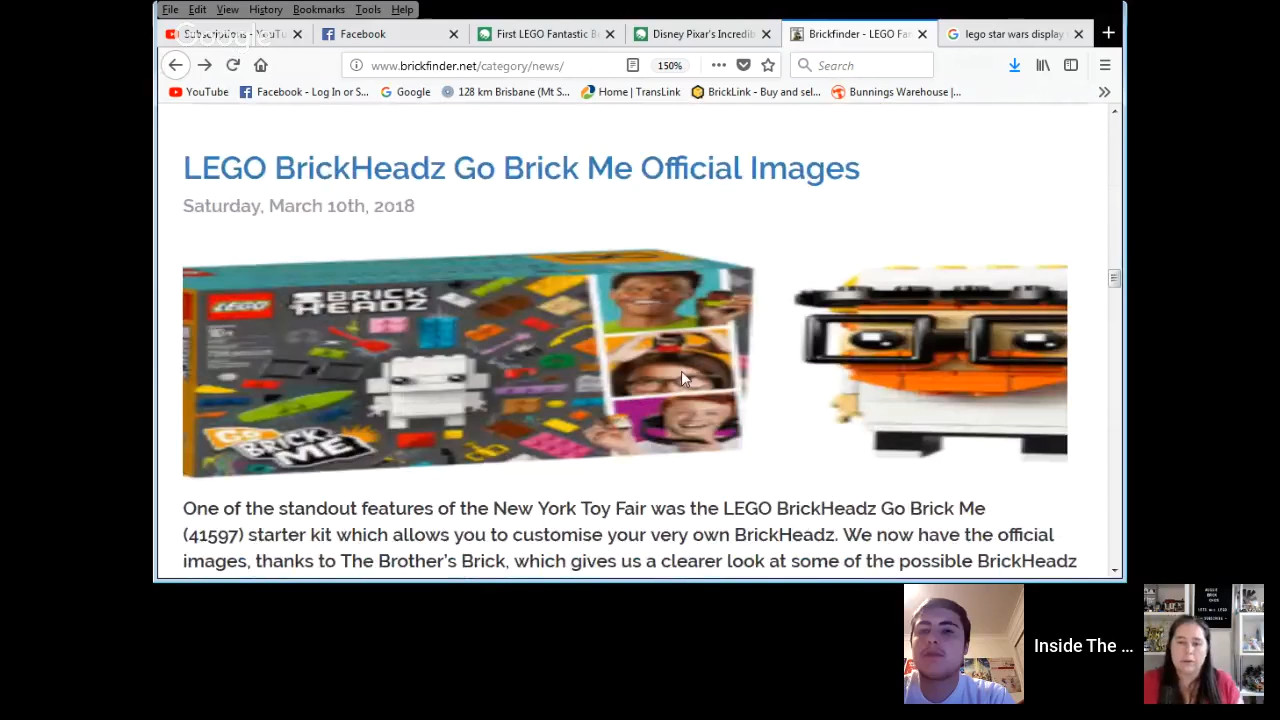 File Edit View History Bookmarks Tools Help
Google
Subscriptions - YouTu
Facebook
First LEGO Fantastic B
Disney Pixar's Incredib
Brickfinder - LEGO Fa
lego star wars display
www.brickfinder.net/category/news/
150%
Search
YouTube
Facebook - Log In or S...
Google
128 km Brisbane (Mt S...
Home | TransLink
BrickLink - Buy and sel...
Bunnings Warehouse |...
LEGO BrickHeadz Go Brick Me Official Images
Saturday, March 10th, 2018
LEGO
BRICK
HEADZ
GO
BRICK
ME
One of the standout features of the New York Toy Fair was the LEGO BrickHeadz Go Brick Me
(41597) starter kit which allows you to customise your very own BrickHeadz. We now have the official
images, thanks to The Brother's Brick, which gives us a clearer look at some of the possible BrickHeadz
Inside The ...